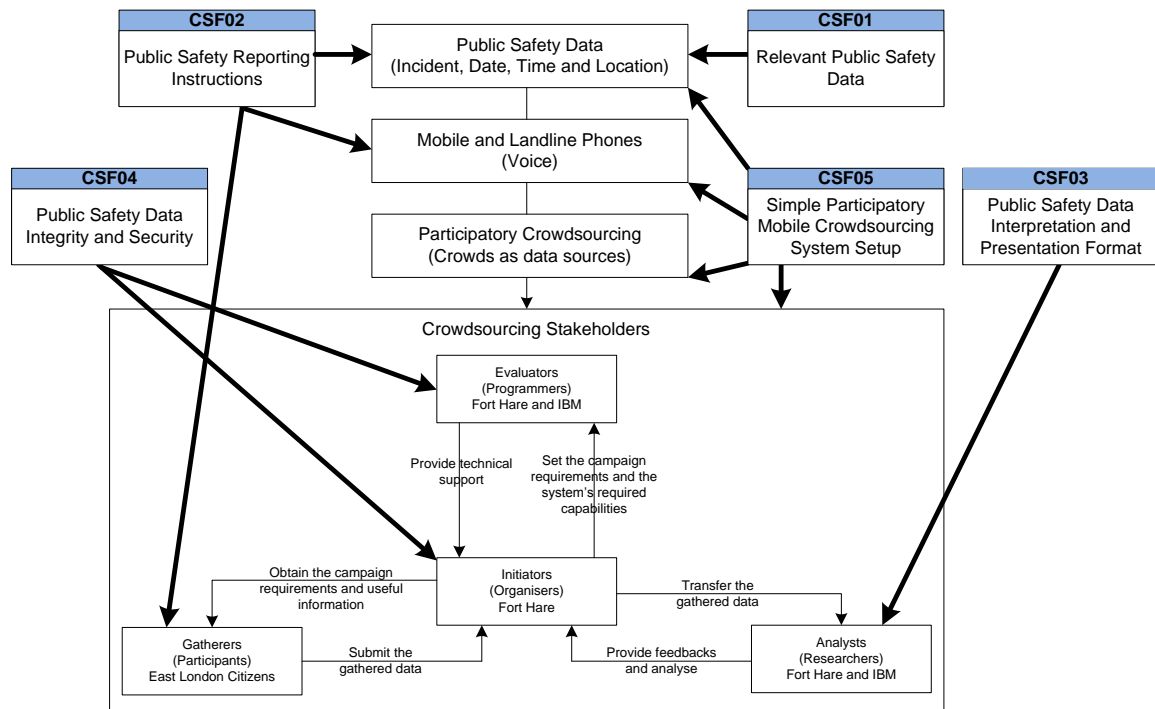 CSF02
Public Safety Reporting
Instructions
Public Safety Data
(Incident, Date, Time and Location)
CSF01
Relevant Public Safety
Data
Mobile and Landline Phones
(Voice)
CSF04
Public Safety Data
Integrity and Security
Participatory Crowdsourcing
(Crowds as data sources)
CSF05
Simple Participatory
Mobile Crowdsourcing
System Setup
CSF03
Public Safety Data
Interpretation and
Presentation Format
Crowdsourcing Stakeholders
Evaluators
(Programmers)
Fort Hare and IBM
Provide technical
support
Set the campaign
requirements and the
system's required
capabilities
Obtain the campaign
requirements and useful
information
Initiators
(Organisers)
Fort Hare
Transfer the
gathered data
Gatherers
(Participants)
East London Citizens
Submit the
gathered data
Provide feedbacks
and analyse
Analysts
(Researchers)
Fort Hare and IBM